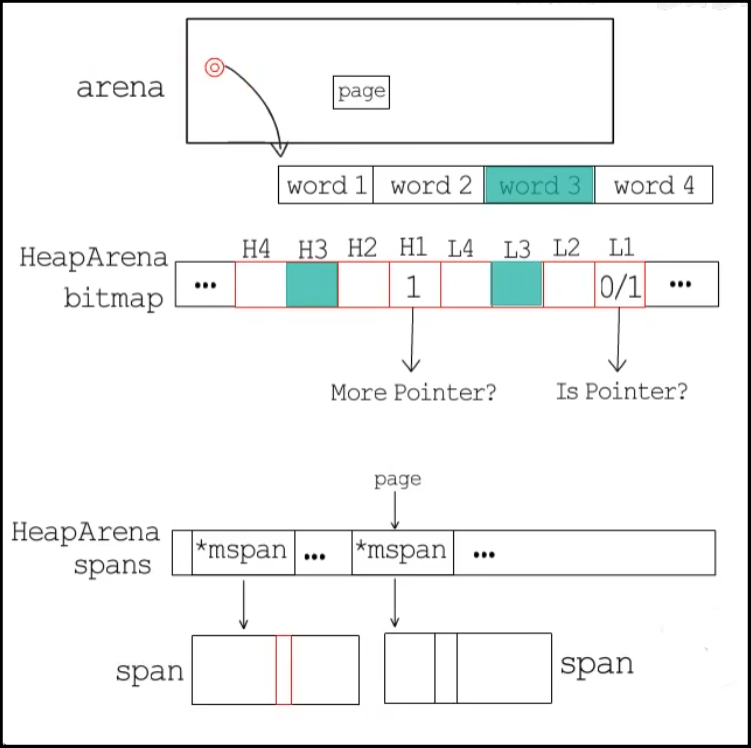 arena
page
word 1 word 2 word 3 word 4
H4 H3 H2 H1 L4 L3 L2 L1
HeapArena
bitmap
... 1 0/1 ...
More Pointer? Is Pointer?
page
HeapArena
spans
*mspan ... *mspan ...
span span